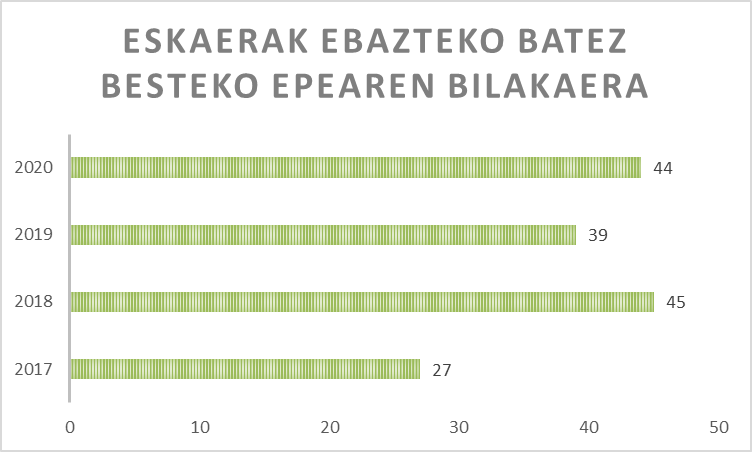 ESKAERAK EBAZTEKO BATEZ
BESTEKO EPEAREN BILAKAERA
2020 44
2019 39
2018 45
2017 27
0 10 20 30 40 50